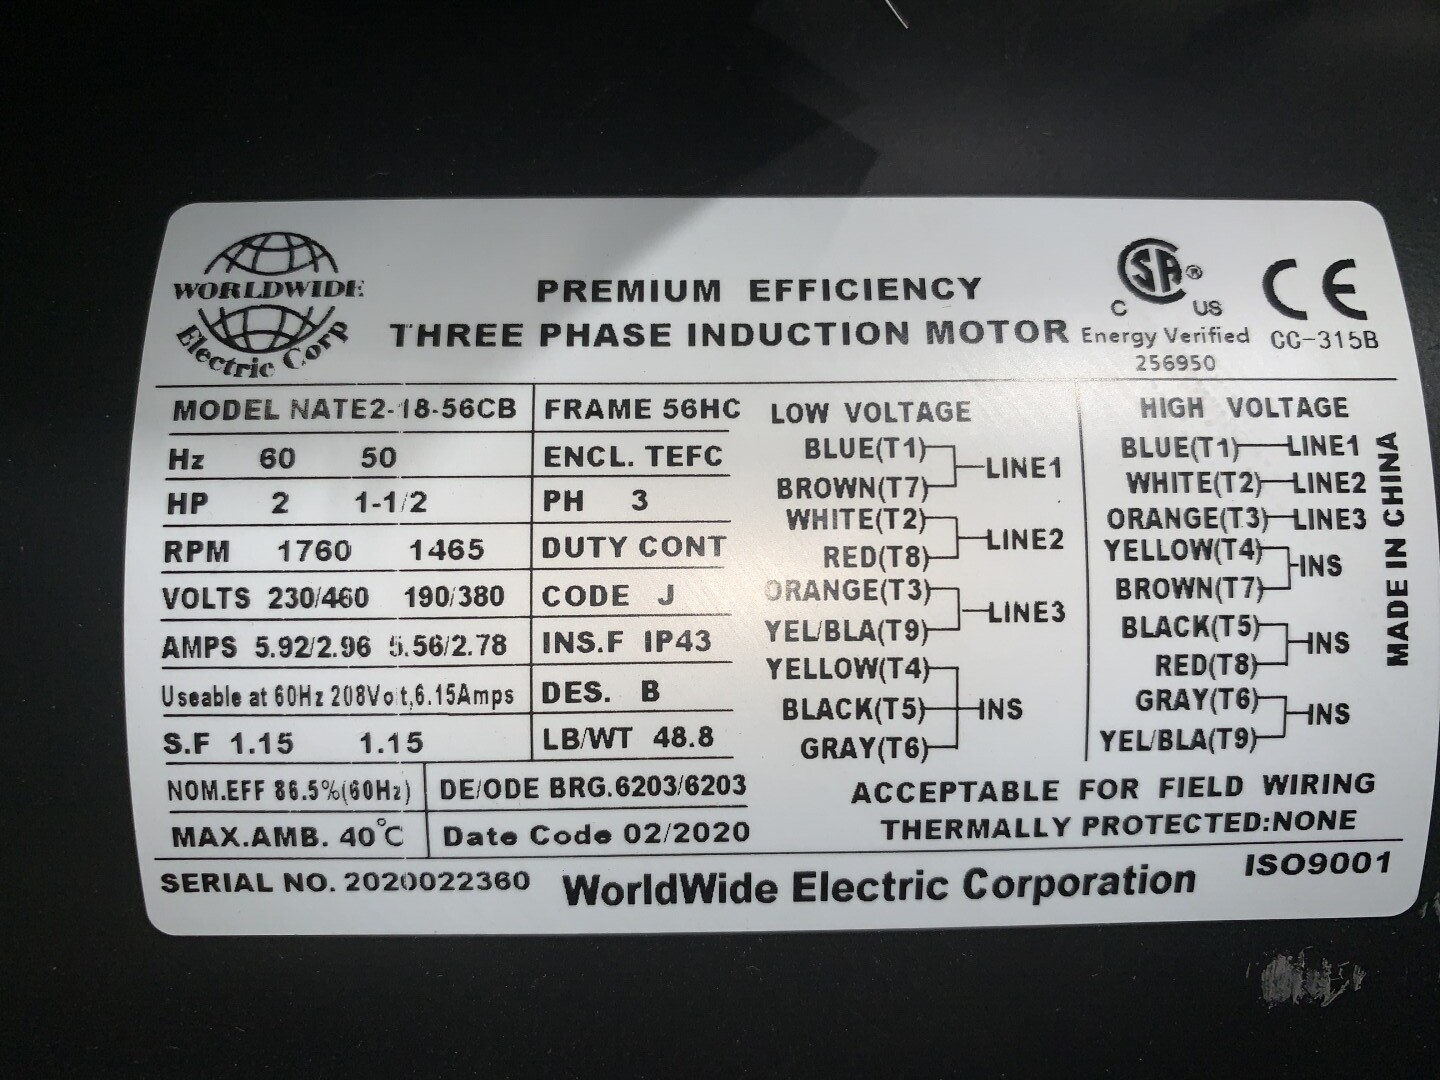 WORLDWIDE
Electric Corp
PREMIUM EFFICIENCY
THREE PHASE INDUCTION MOTOR
CSA® C US
Energy Verified
256950
CE
CC-315B
MODEL NATE2-18-56CB
Hz 60 50
HP 2 1-1/2
RPM 1760 1465
VOLTS 230/460 190/380
AMPS 5.92/2.96 5.56/2.78
Useable at 60Hz 208Volt,6.15Amps
S.F 1.15 1.15
NOM.EFF 86.5%(60Hz)
MAX.AMB. 40°C
FRAME 56HC
ENCL. TEFC
PH 3
DUTY CONT
CODE J
INS.F IP43
DES. B
LB/WT 48.8
DE/ODE BRG.6203/6203
Date Code 02/2020
LOW VOLTAGE
BLUE(T1)
BROWN(T7)
LINE1
WHITE(T2)
RED(T8)
LINE2
ORANGE(T3)
YEL/BLA(T9)
LINE3
YELLOW(T4)
BLACK(T5)
GRAY(T6)
INS
HIGH VOLTAGE
BLUE(T1) LINE1
WHITE(T2) LINE2
ORANGE(T3) LINE3
YELLOW(T4)
BROWN(T7)
INS
BLACK(T5)
RED(T8)
INS
GRAY(T6)
YEL/BLA(T9)
INS
MADE IN CHINA
ACCEPTABLE FOR FIELD WIRING
THERMALLY PROTECTED:NONE
SERIAL NO. 2020022360
WorldWide Electric Corporation
ISO9001